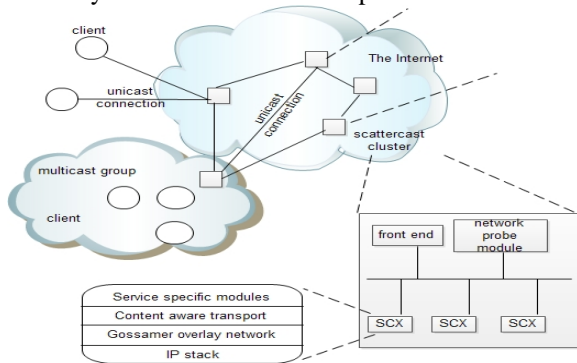 client
The Internet
unicast
connection
unicast
connection
scattercast
cluster
multicast group
client
front end
network
probe
module
Service specific modules
Content aware transport
Gossamer overlay network
IP stack
SCX
SCX
SCX